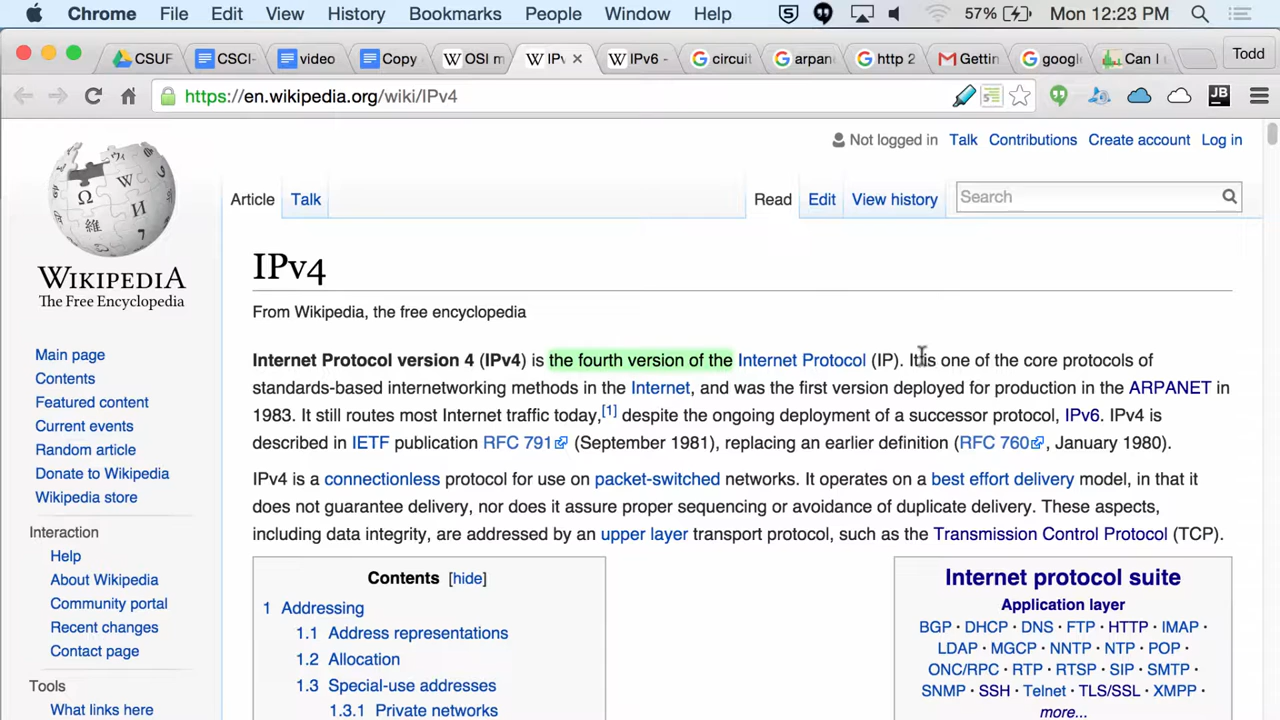 Chrome File Edit View History Bookmarks People Window Help 57% Mon 12:23 PM
CSUF CSCI- video Copy OSI m IPv IPv6 - circuit arpan http 2 Gettin googl Can I Todd
https://en.wikipedia.org/wiki/IPv4
Not logged in Talk Contributions Create account Log in
Article Talk Read Edit View history Search
WIKIPEDIA
The Free Encyclopedia
Main page
Contents
Featured content
Current events
Random article
Donate to Wikipedia
Wikipedia store
Interaction
Help
About Wikipedia
Community portal
Recent changes
Contact page
Tools
What links here
IPv4
From Wikipedia, the free encyclopedia
Internet Protocol version 4 (IPv4) is the fourth version of the Internet Protocol (IP). It is one of the core protocols of
standards-based internetworking methods in the Internet, and was the first version deployed for production in the ARPANET in
1983. It still routes most Internet traffic today,[1] despite the ongoing deployment of a successor protocol, IPv6. IPv4 is
described in IETF publication RFC 791 (September 1981), replacing an earlier definition (RFC 760, January 1980).
IPv4 is a connectionless protocol for use on packet-switched networks. It operates on a best effort delivery model, in that it
does not guarantee delivery, nor does it assure proper sequencing or avoidance of duplicate delivery. These aspects,
including data integrity, are addressed by an upper layer transport protocol, such as the Transmission Control Protocol (TCP).
Contents [hide]
1 Addressing
1.1 Address representations
1.2 Allocation
1.3 Special-use addresses
1.3.1 Private networks
Internet protocol suite
Application layer
BGP · DHCP · DNS · FTP · HTTP · IMAP ·
LDAP · MGCP · NNTP · NTP · POP ·
ONC/RPC · RTP · RTSP · SIP · SMTP ·
SNMP · SSH · Telnet · TLS/SSL · XMPP ·
more...